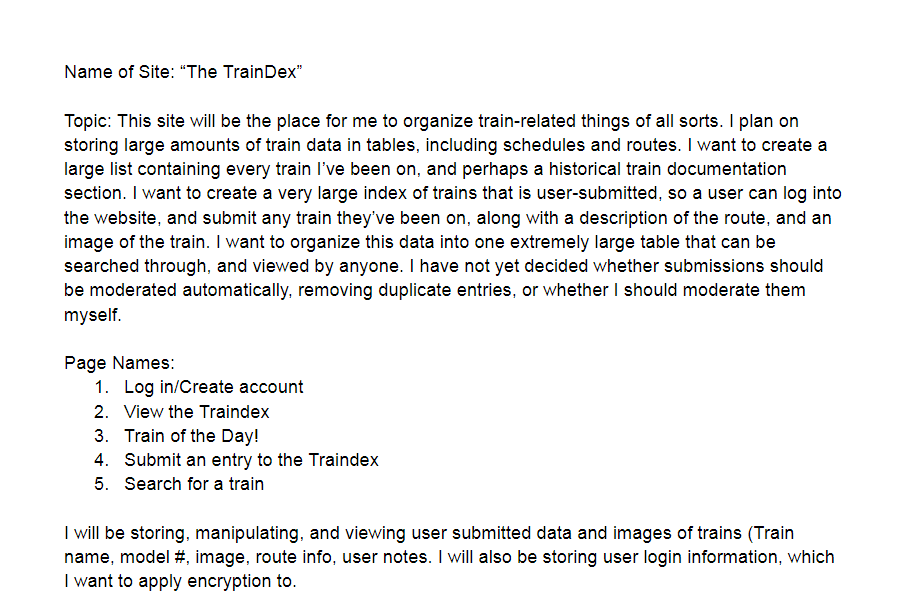 Name of Site: “The TrainDex”
Topic: This site will be the place for me to organize train-related things of all sorts. I plan on
storing large amounts of train data in tables, including schedules and routes. I want to create a
large list containing every train I’ve been on, and perhaps a historical train documentation
section. I want to create a very large index of trains that is user-submitted, so a user can log into
the website, and submit any train they’ve been on, along with a description of the route, and an
image of the train. I want to organize this data into one extremely large table that can be
searched through, and viewed by anyone. I have not yet decided whether submissions should
be moderated automatically, removing duplicate entries, or whether I should moderate them
myself.
Page Names:
1. Log in/Create account
2. View the Traindex
3. Train of the Day!
4. Submit an entry to the Traindex
5. Search for a train
I will be storing, manipulating, and viewing user submitted data and images of trains (Train
name, model #, image, route info, user notes. I will also be storing user login information, which
I want to apply encryption to.